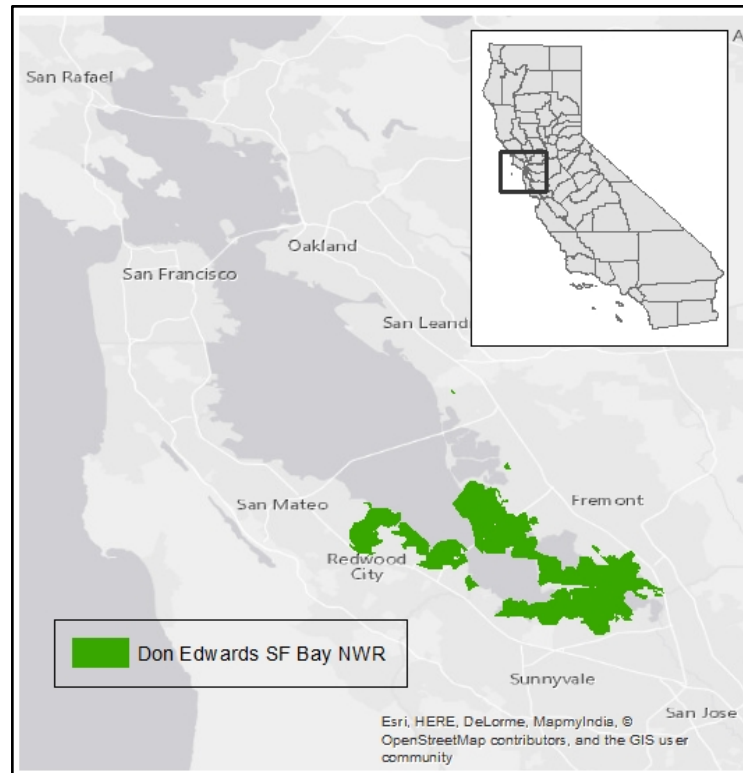 San Rafael
A
Oakland
San Francisco
San Leand
San Mateo
Fremont
Redwood
City
Don Edwards SF Bay NWR
Sunnyvale
San Jose
Esri, HERE, DeLorme, MapmyIndia, ©
OpenStreetMap contributors, and the GIS user
community